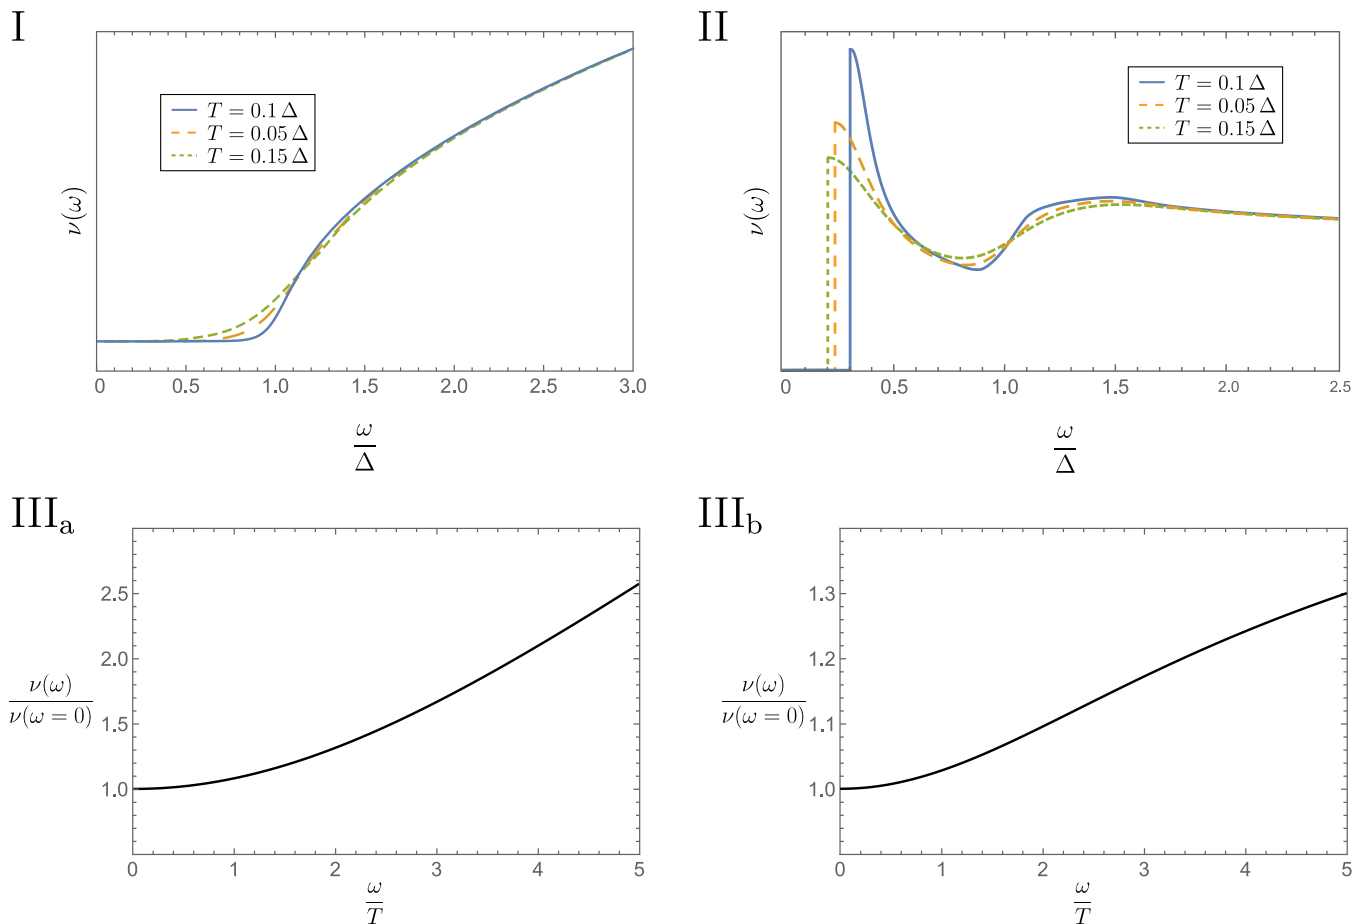 I
ν(ω)
T = 0.1 Δ
T = 0.05 Δ
T = 0.15 Δ
0 0.5 1.0 1.5 2.0 2.5 3.0
ω
Δ
II
ν(ω)
T = 0.1 Δ
T = 0.05 Δ
T = 0.15 Δ
0 0.5 1.0 1.5 2.0 2.5
ω
Δ
IIIa
2.5
2.0
1.5
1.0
ν(ω)
ν(ω = 0)
0 1 2 3 4 5
ω
T
IIIb
1.3
1.2
1.1
1.0
ν(ω)
ν(ω = 0)
0 1 2 3 4 5
ω
T